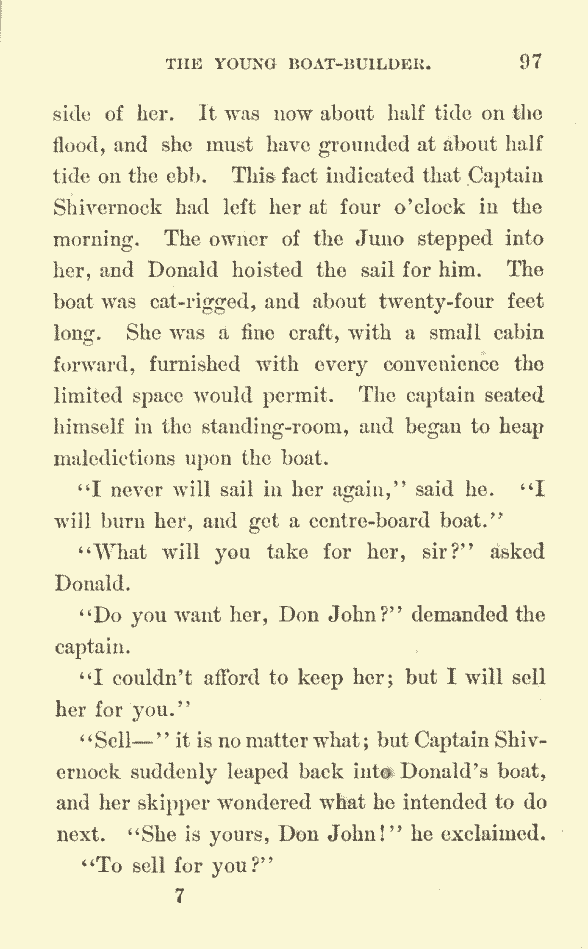 THE YOUNG BOAT-BUILDER. 97
side of her. It was now about half tide on the
flood, and she must have grounded at about half
tide on the ebb. This fact indicated that Captain
Shivernock had left her at four o'clock in the
morning. The owner of the Juno stepped into
her, and Donald hoisted the sail for him. The
boat was cat-rigged, and about twenty-four feet
long. She was a fine craft, with a small cabin
forward, furnished with every convenience the
limited space would permit. The captain seated
himself in the standing-room, and began to heap
maledictions upon the boat.
"I never will sail in her again," said he. "I
will burn her, and get a centre-board boat."
"What will you take for her, sir?" asked
Donald.
"Do you want her, Don John?" demanded the
captain.
"I couldn't afford to keep her; but I will sell
her for you."
"Sell—" it is no matter what; but Captain Shiv-
ernock suddenly leaped back into Donald's boat,
and her skipper wondered what he intended to do
next. "She is yours, Don John!" he exclaimed.
"To sell for you?"
7